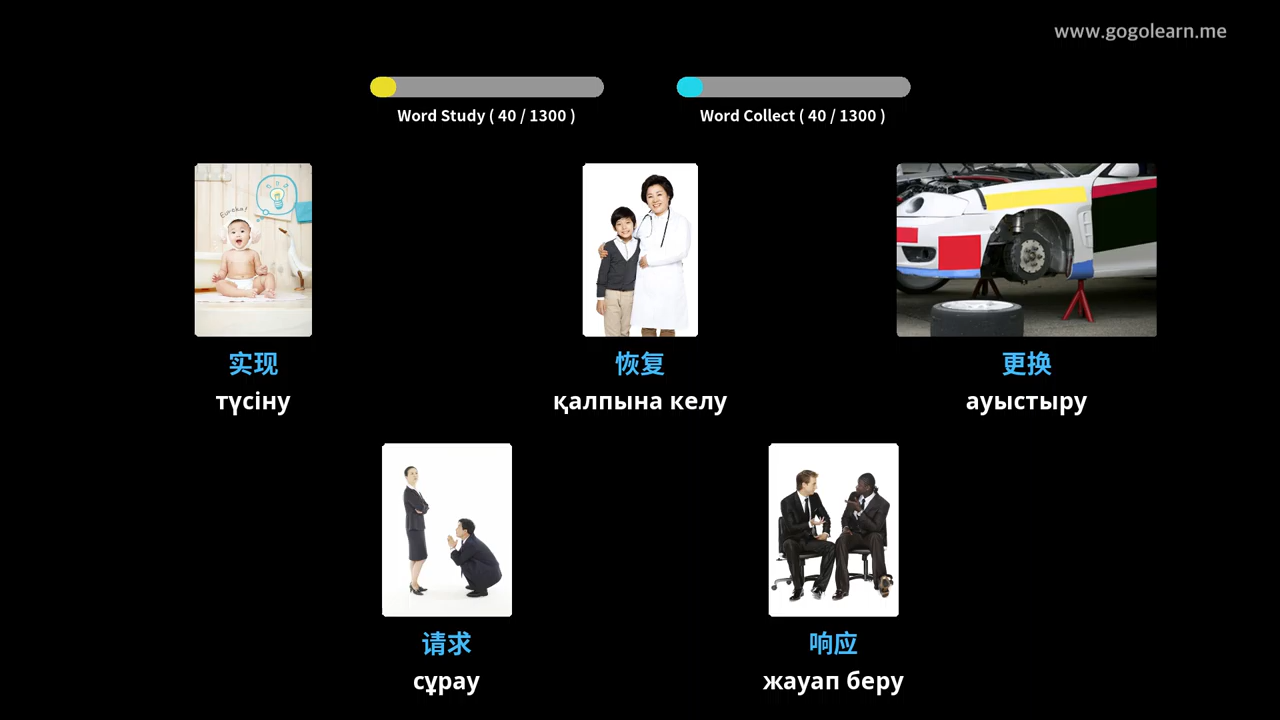 www.gogolearn.me
Word Study ( 40 / 1300 )
Word Collect ( 40 / 1300 )
Eureka!
实现
түсіну
恢复
қалпына келу
更换
ауыстыру
请求
сұрау
响应
жауап беру